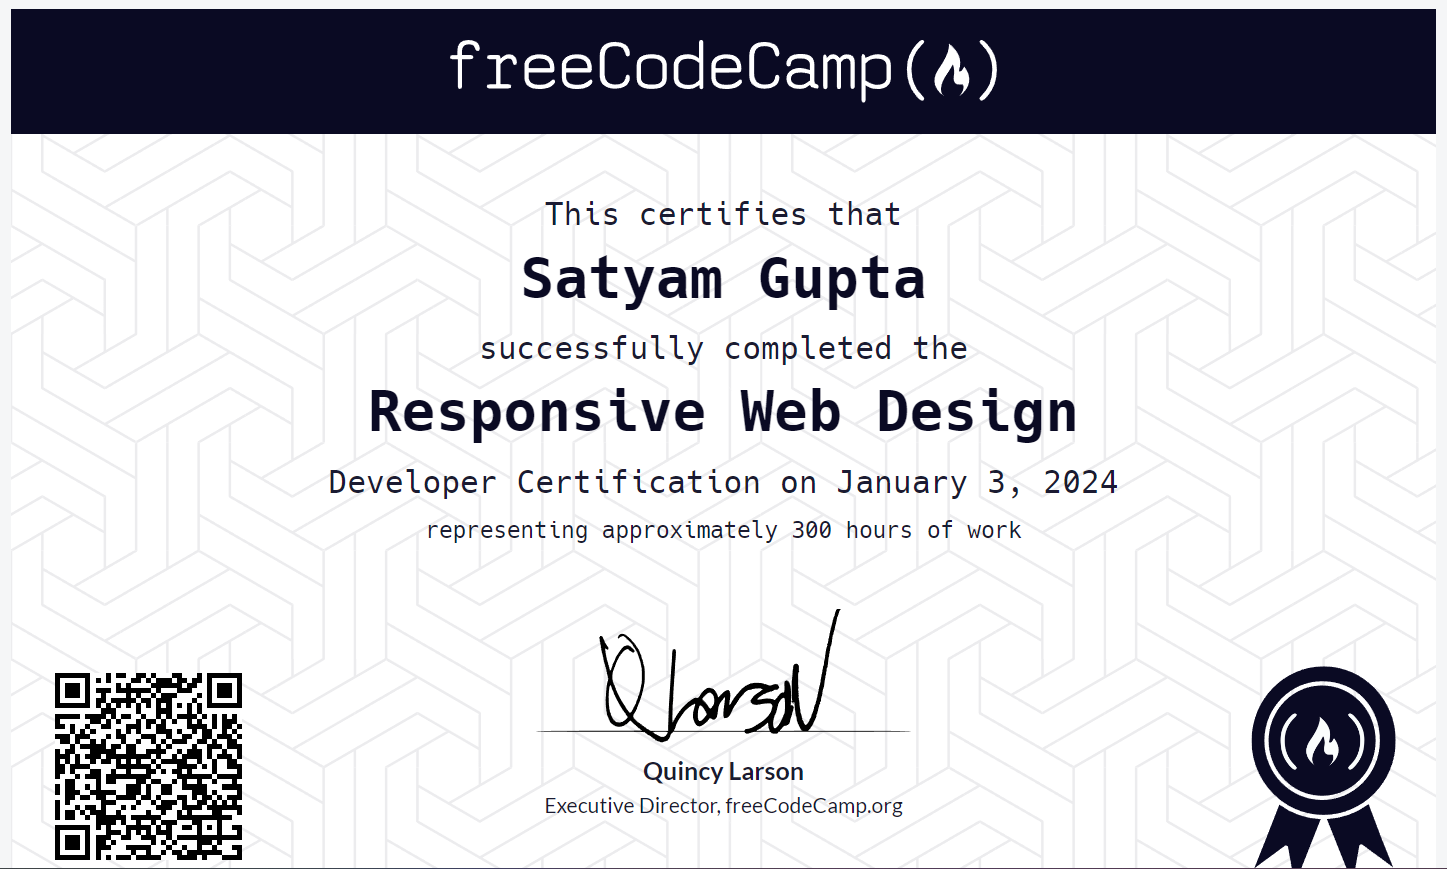 freeCodeCamp
This certifies that
Satyam Gupta
successfully completed the
Responsive Web Design
Developer Certification on January 3, 2024
representing approximately 300 hours of work
Quincy Larson
Executive Director, freeCodeCamp.org